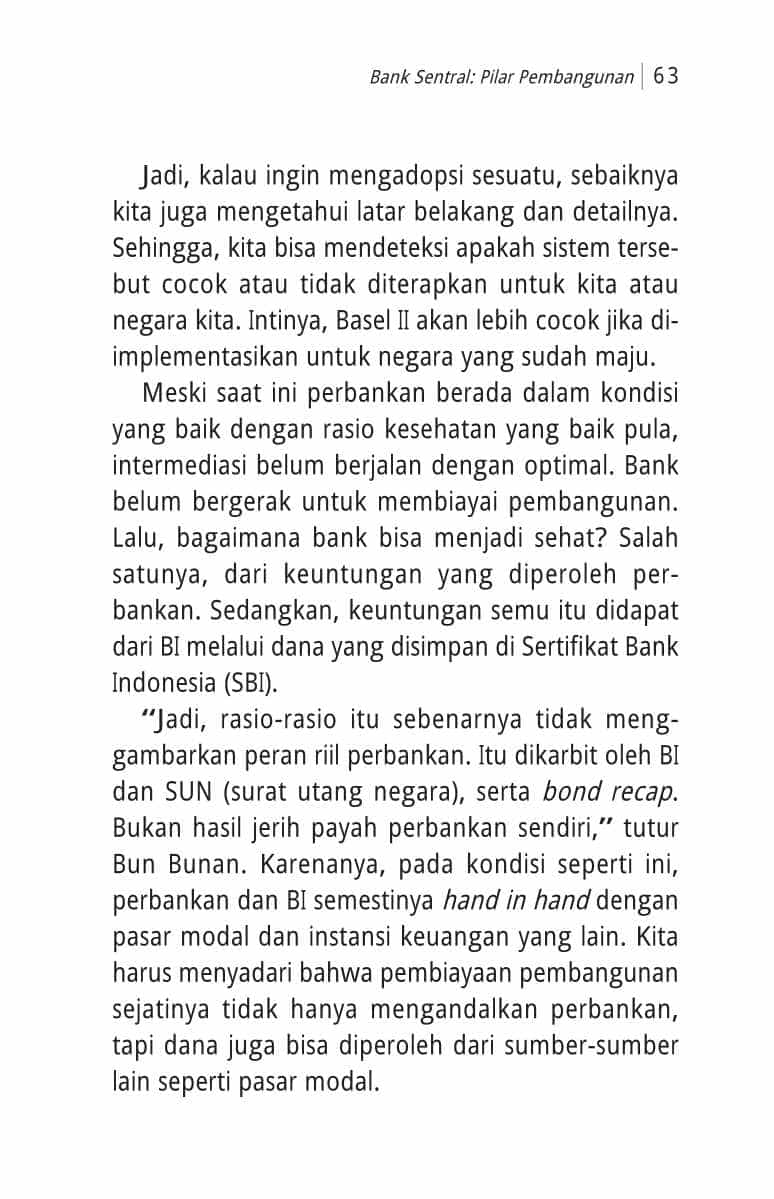 Bank Sentral: Pilar Pembangunan | 63
Jadi, kalau ingin mengadopsi sesuatu, sebaiknya
kita juga mengetahui latar belakang dan detailnya.
Sehingga, kita bisa mendeteksi apakah sistem terse-
but cocok atau tidak diterapkan untuk kita atau
negara kita. Intinya, Basel II akan lebih cocok jika di-
implementasikan untuk negara yang sudah maju.
Meski saat ini perbankan berada dalam kondisi
yang baik dengan rasio kesehatan yang baik pula,
intermediasi belum berjalan dengan optimal. Bank
belum bergerak untuk membiayai pembangunan.
Lalu, bagaimana bank bisa menjadi sehat? Salah
satunya, dari keuntungan yang diperoleh per-
bankan. Sedangkan, keuntungan semu itu didapat
dari BI melalui dana yang disimpan di Sertifikat Bank
Indonesia (SBI).
“Jadi, rasio-rasio itu sebenarnya tidak meng-
gambarkan peran riil perbankan. Itu dikarbit oleh BI
dan SUN (surat utang negara), serta bond recap.
Bukan hasil jerih payah perbankan sendiri,” tutur
Bun Bunan. Karenanya, pada kondisi seperti ini,
perbankan dan BI semestinya hand in hand dengan
pasar modal dan instansi keuangan yang lain. Kita
harus menyadari bahwa pembiayaan pembangunan
sejatinya tidak hanya mengandalkan perbankan,
tapi dana juga bisa diperoleh dari sumber-sumber
lain seperti pasar modal.